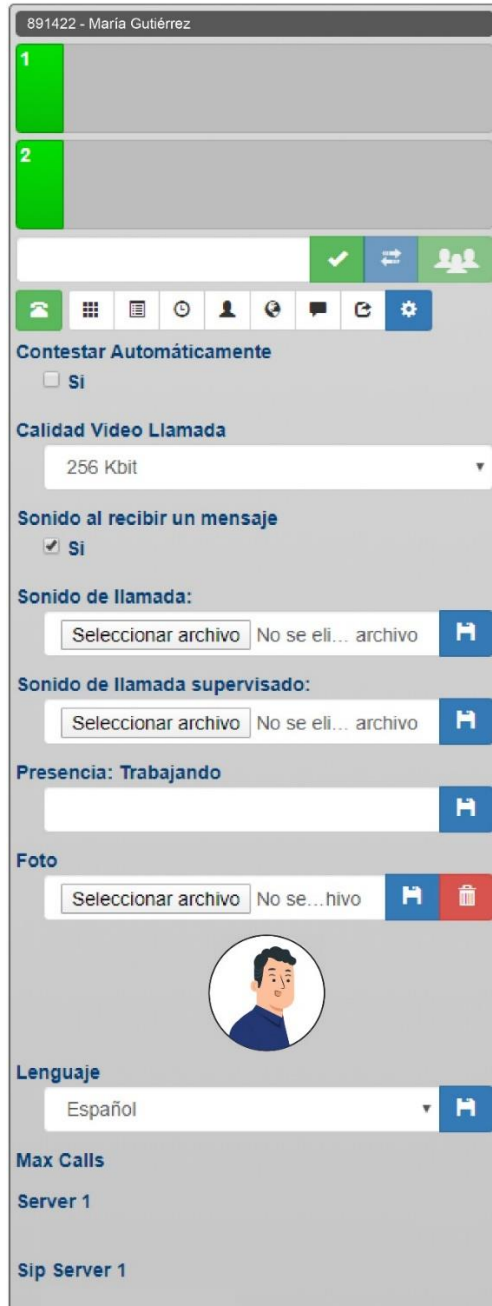 891422 - María Gutiérrez
1
2
Contestar Automáticamente
Si
Calidad Video Llamada
256 Kbit
Sonido al recibir un mensaje
Si
Sonido de llamada:
Seleccionar archivo No se eli... archivo
Sonido de llamada supervisado:
Seleccionar archivo No se eli... archivo
Presencia: Trabajando
Foto
Seleccionar archivo No se...hivo
Lenguaje
Español
Max Calls
Server 1
Sip Server 1